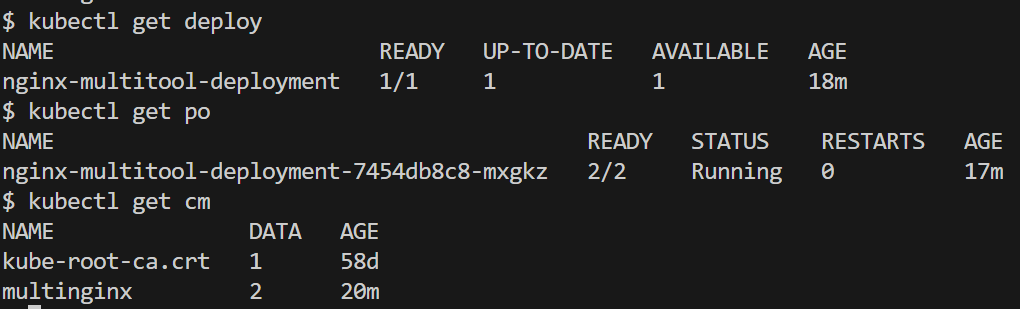 $ kubectl get deploy
NAME READY UP-TO-DATE AVAILABLE AGE
nginx-multitool-deployment 1/1 1 1 18m
$ kubectl get po
NAME READY STATUS RESTARTS AGE
nginx-multitool-deployment-7454db8c8-mxgkz 2/2 Running 0 17m
$ kubectl get cm
NAME DATA AGE
kube-root-ca.crt 1 58d
multinginx 2 20m